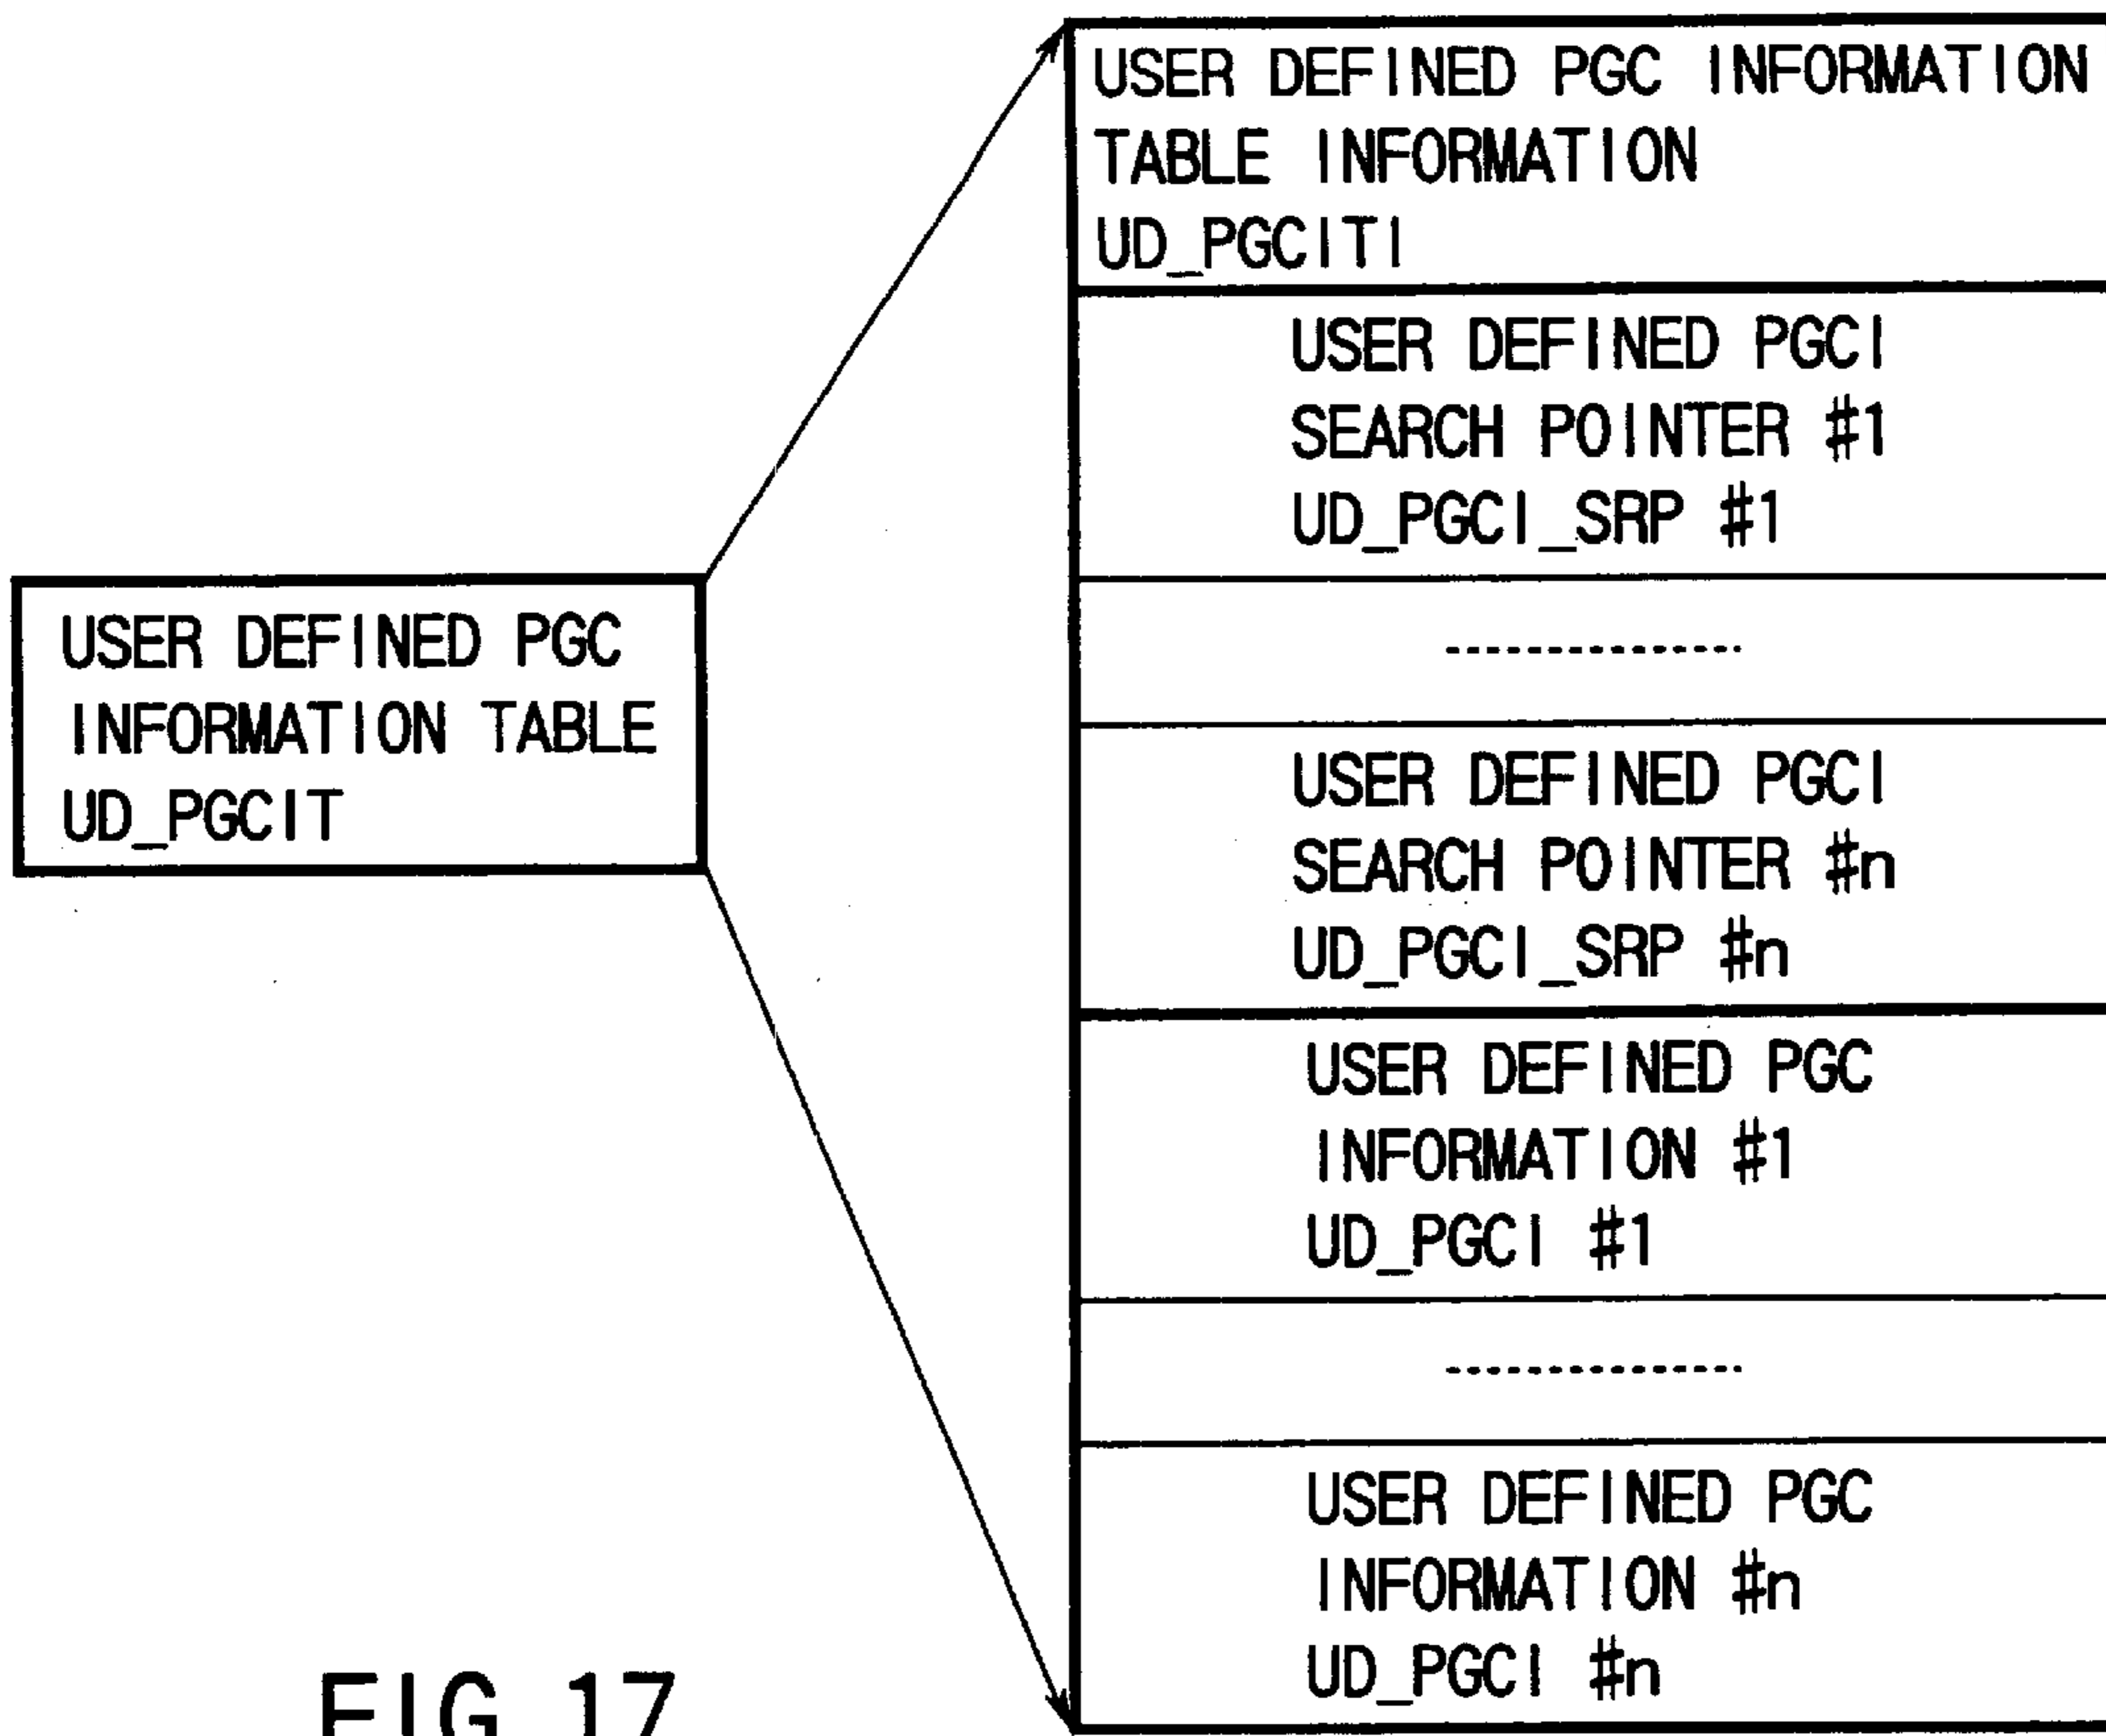 USER DEFINED PGC
INFORMATION TABLE
UD_PGCIT
USER DEFINED PGC INFORMATION
TABLE INFORMATION
UD_PGCITI
USER DEFINED PGCI
SEARCH POINTER #1
UD_PGCI_SRP #1
---------------
USER DEFINED PGCI
SEARCH POINTER #n
UD_PGCI_SRP #n
USER DEFINED PGC
INFORMATION #1
UD_PGCI #1
---------------
USER DEFINED PGC
INFORMATION #n
UD_PGCI #n
FIG. 17